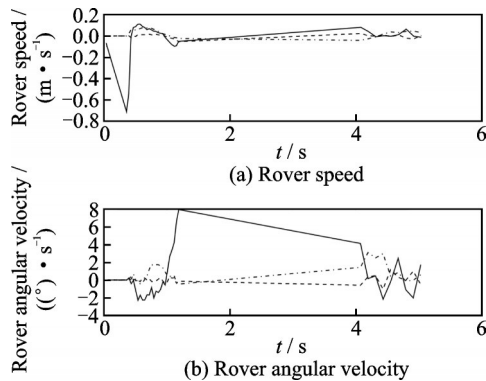 Rover speed /
(m • s⁻¹)
0.2
0.0
−0.2
−0.4
−0.6
−0.8
0
2
4
6
t / s
(a) Rover speed
Rover angular velocity /
((°) • s⁻¹)
8
6
4
2
0
−2
−4
0
2
4
6
t / s
(b) Rover angular velocity